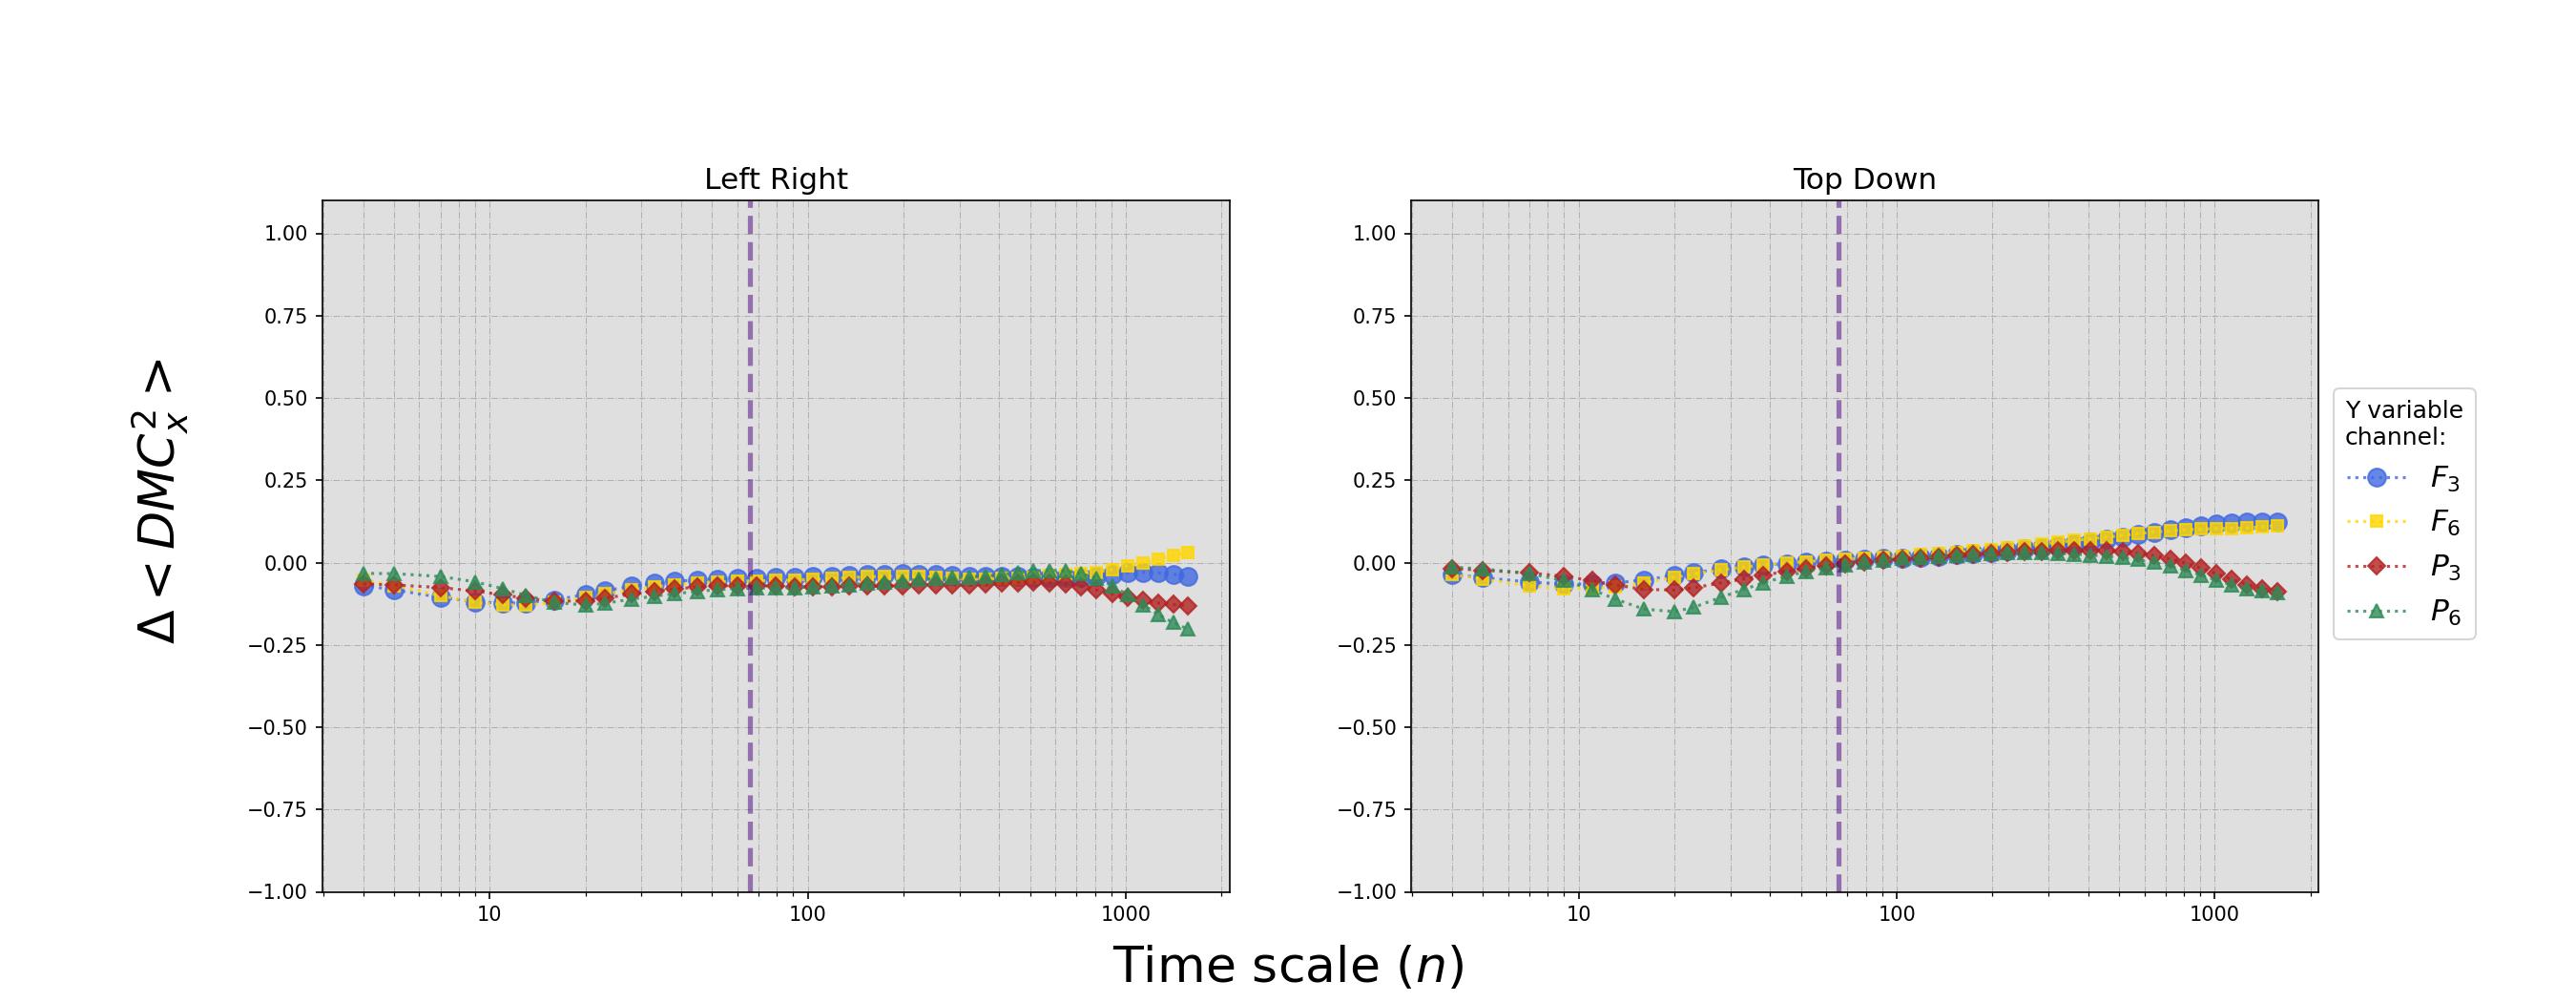 Left Right
Top Down
Δ < DMC²ₓ >
1.00
0.75
0.50
0.25
0.00
−0.25
−0.50
−0.75
−1.00
10 100 1000
1.00
0.75
0.50
0.25
0.00
−0.25
−0.50
−0.75
−1.00
10 100 1000
Y variable
channel:
F₃
F₆
P₃
P₆
Time scale (n)